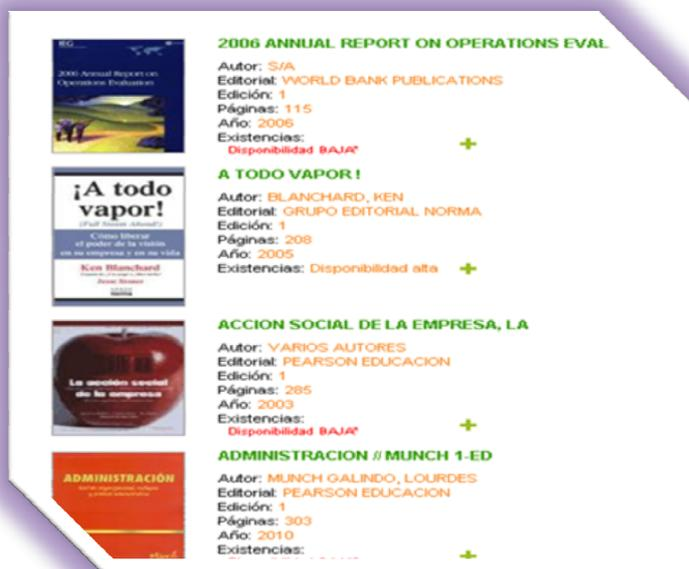 IEG
2006 Annual Report on
Operations Evaluation
2006 ANNUAL REPORT ON OPERATIONS EVAL
Autor: S/A
Editorial: WORLD BANK PUBLICATIONS
Edición: 1
Páginas: 115
Año: 2006
Existencias:
Disponibilidad BAJA*
¡A todo
vapor!
(Full Steam Ahead!)
Cómo liberar
el poder de la visión
en su empresa y en su vida
Ken Blanchard
Jesse Stoner
A TODO VAPOR !
Autor: BLANCHARD, KEN
Editorial: GRUPO EDITORIAL NORMA
Edición: 1
Páginas: 208
Año: 2005
Existencias: Disponibilidad alta
La acción social
de la empresa
ACCION SOCIAL DE LA EMPRESA, LA
Autor: VARIOS AUTORES
Editorial: PEARSON EDUCACION
Edición: 1
Páginas: 285
Año: 2003
Existencias:
Disponibilidad BAJA*
ADMINISTRACIÓN
ADMINISTRACION // MUNCH 1-ED
Autor: MUNCH GALINDO, LOURDES
Editorial: PEARSON EDUCACION
Edición: 1
Páginas: 303
Año: 2010
Existencias: